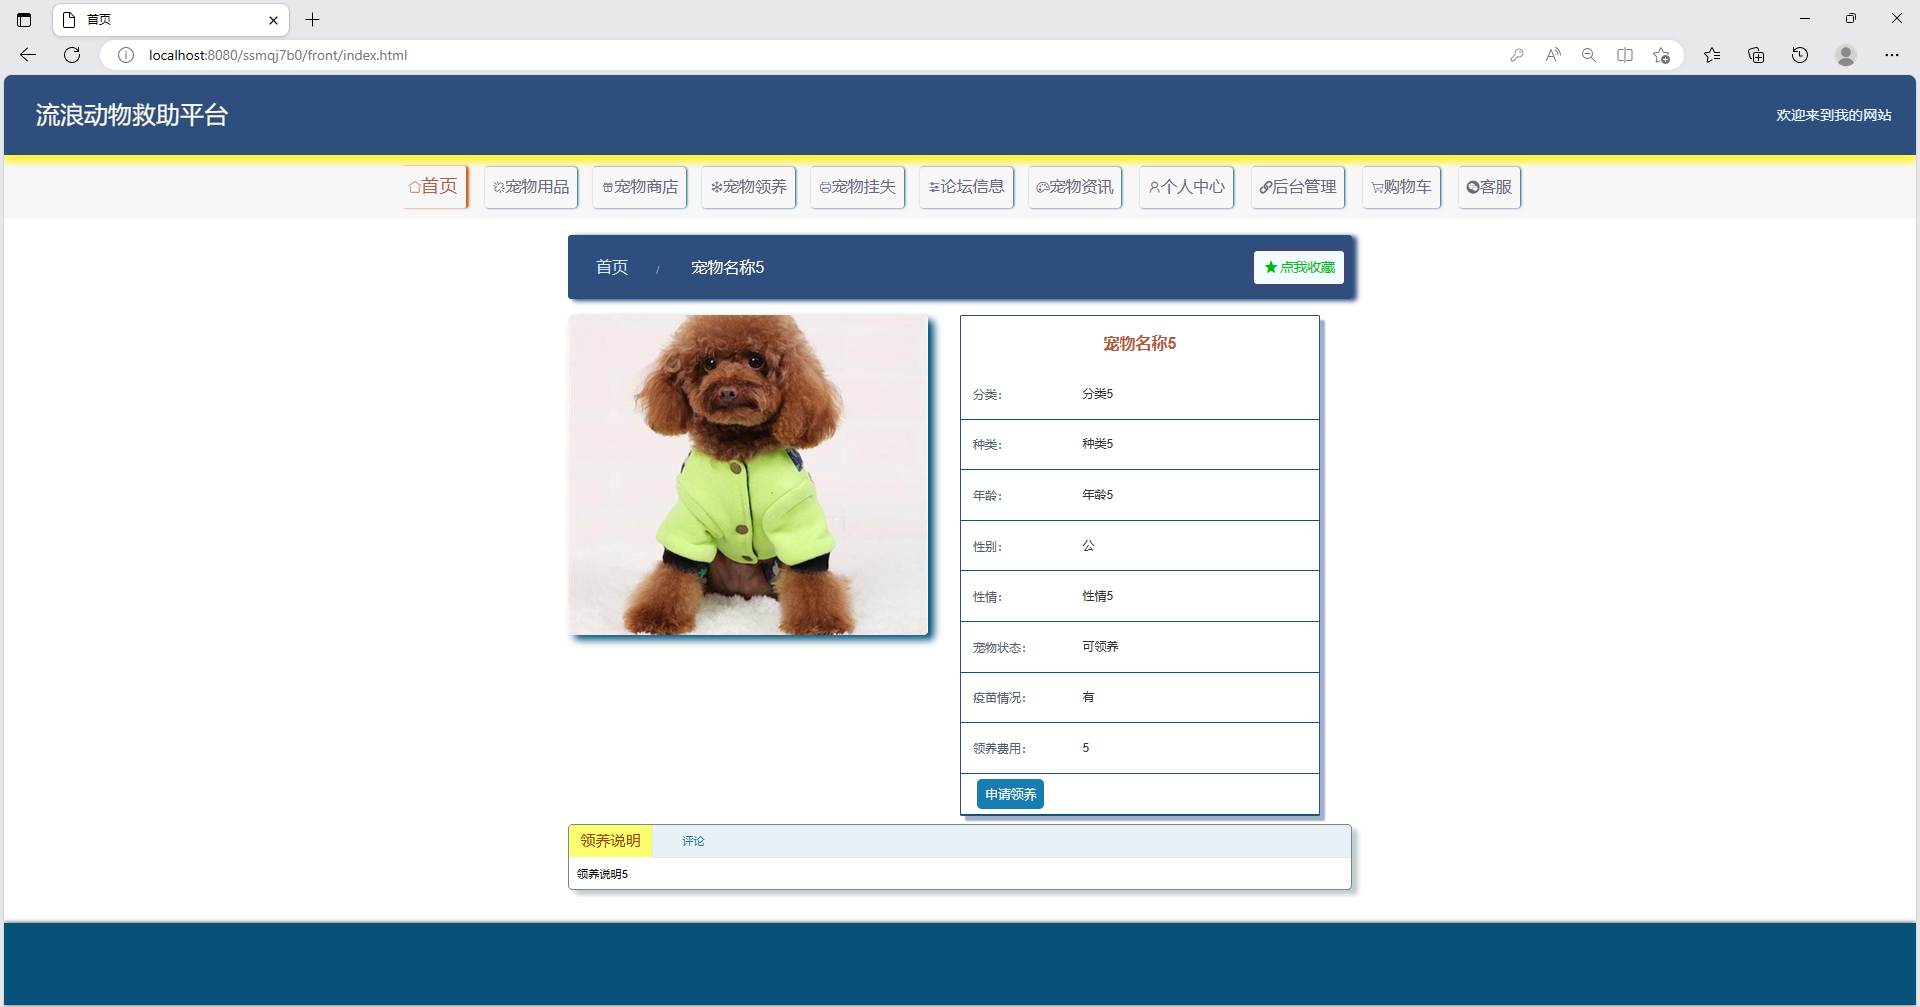 首页
localhost:8080/ssmqj7b0/front/index.html
流浪动物救助平台
欢迎来到我的网站
首页
宠物用品
宠物商店
宠物领养
宠物挂失
论坛信息
宠物资讯
个人中心
后台管理
购物车
客服
首页 / 宠物名称5
点我收藏
宠物名称5
分类： 分类5
种类： 种类5
年龄： 年龄5
性别： 公
性情： 性情5
宠物状态： 可领养
疫苗情况： 有
领养费用： 5
申请领养
领养说明 评论
领养说明5